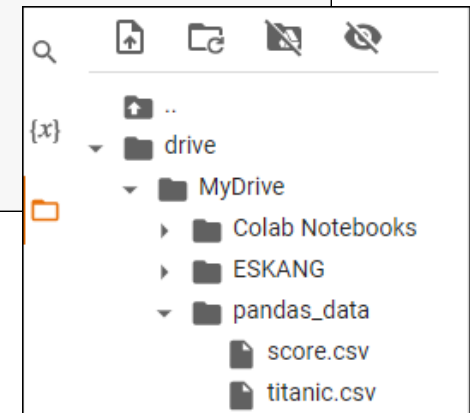 {x}
..
drive
MyDrive
Colab Notebooks
ESKANG
pandas_data
score.csv
titanic.csv